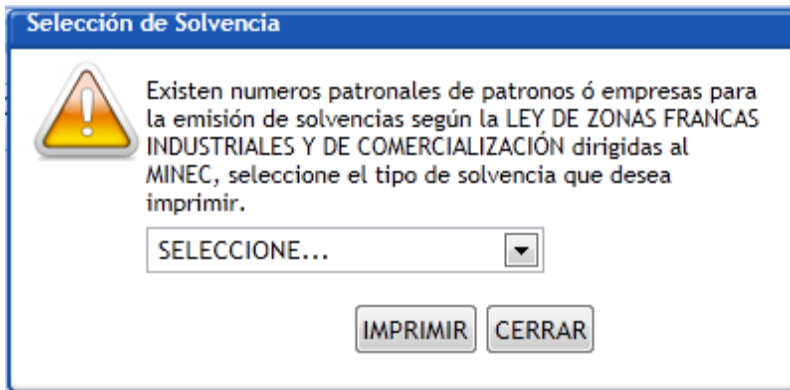 Selección de Solvencia
Existen numeros patronales de patronos ó empresas para
la emisión de solvencias según la LEY DE ZONAS FRANCAS
INDUSTRIALES Y DE COMERCIALIZACIÓN dirigidas al
MINEC, seleccione el tipo de solvencia que desea
imprimir.
SELECCIONE...
IMPRIMIR CERRAR